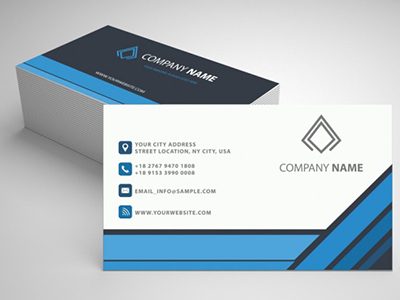 COMPANY NAME
WWW.YOURWEBSITE.COM
YOUR CITY ADDRESS
STREET LOCATION, NY CITY, USA
+18 2767 9470 1808
+18 9153 3990 0008
EMAIL_INFO@SAMPLE.COM
WWW.YOURWEBSITE.COM
COMPANY NAME